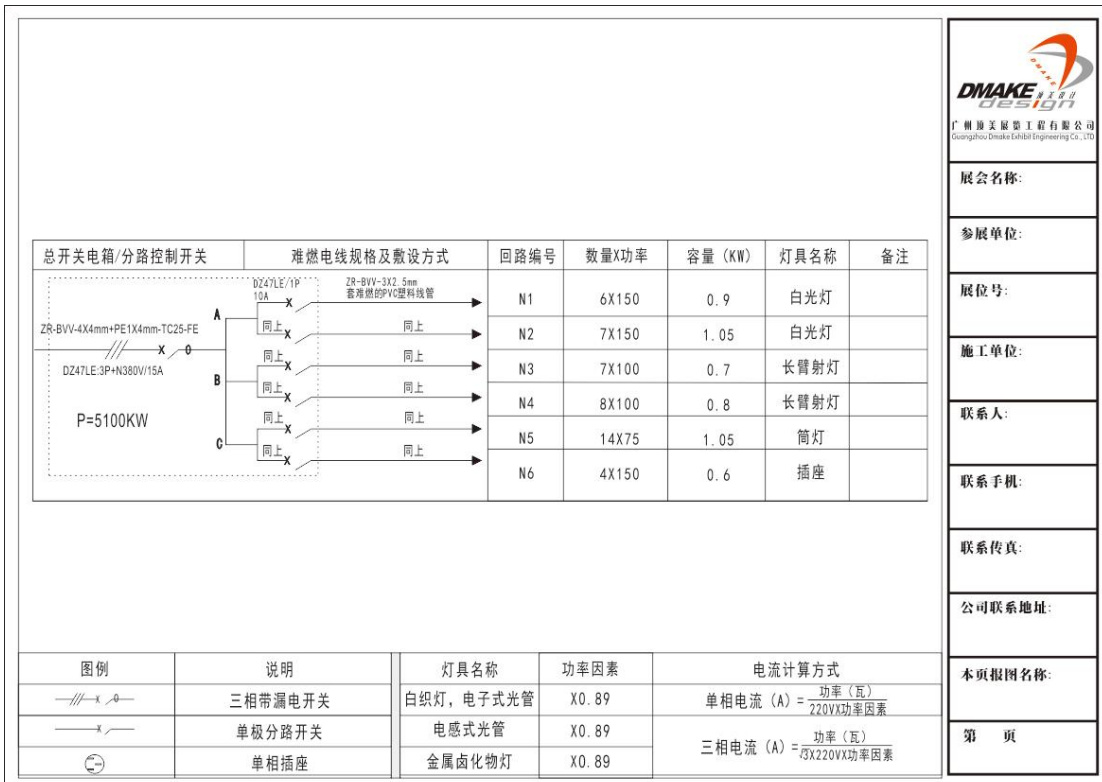 DMAKE 顶美设计
design
广州顶美展览工程有限公司
Guangzhou Dmake Exhibit Engineering Co., LTD
展会名称:
参展单位:
展位号:
施工单位:
联系人:
联系手机:
联系传真:
公司联系地址:
本页报图名称:
第 页
总开关电箱/分路控制开关 难燃电线规格及敷设方式 回路编号 数量X功率 容量（KW） 灯具名称 备注
DZ47LE/1P
10A
ZR-BVV-3X2.5mm
套难燃的PVC塑料线管
N1 6X150 0.9 白光灯
A
同上 同上 N2 7X150 1.05 白光灯
ZR-BVV-4X4mm+PE1X4mm-TC25-FE
DZ47LE:3P+N380V/15A
同上 同上 N3 7X100 0.7 长臂射灯
B
同上 同上 N4 8X100 0.8 长臂射灯
P=5100KW
同上 同上 N5 14X75 1.05 筒灯
C
同上 同上 N6 4X150 0.6 插座
图例 说明 灯具名称 功率因素 电流计算方式
三相带漏电开关 白织灯，电子式光管 X0.89 单相电流（A）=功率（瓦）/220VX功率因素
单极分路开关 电感式光管 X0.89
三相电流（A）=功率（瓦）/√3X220VX功率因素
单相插座 金属卤化物灯 X0.89